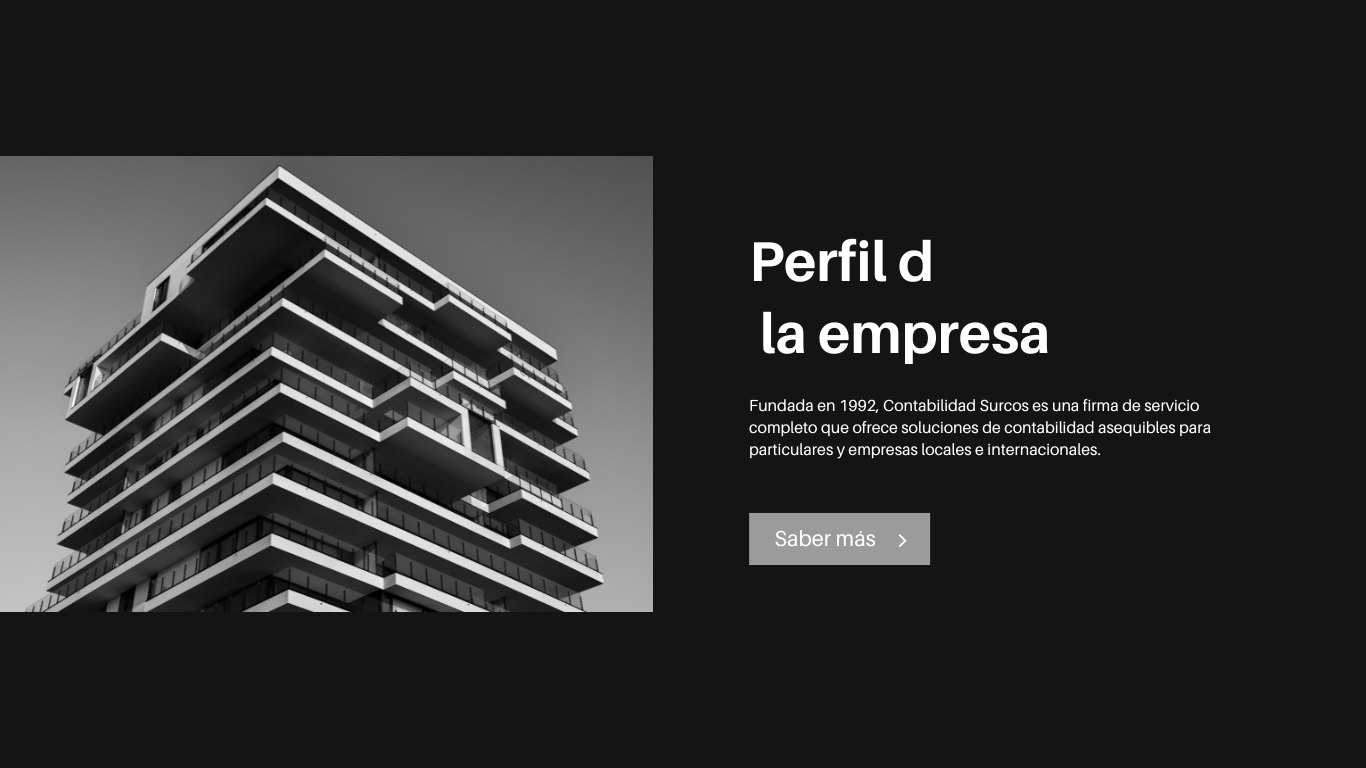 Perfil d
la empresa
Fundada en 1992, Contabilidad Surcos es una firma de servicio
completo que ofrece soluciones de contabilidad asequibles para
particulares y empresas locales e internacionales.
Saber más